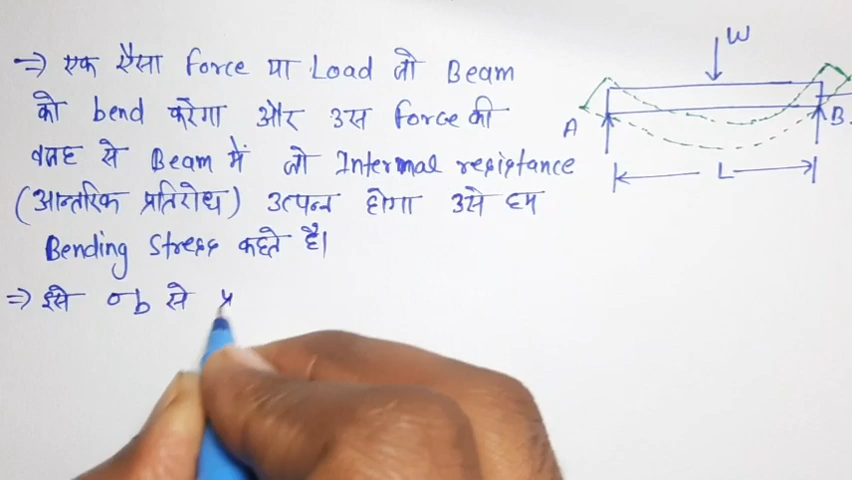 ⇒ एक ऐसा Force या Load जो Beam
को bend करेगा और उस Force की
वजह से Beam में जो Internal resistance
(आन्तरिक प्रतिरोध) उत्पन्न होगा उसे हम
Bending Stress कहते है।
⇒ इसे σb से प्र
W
A
B
L